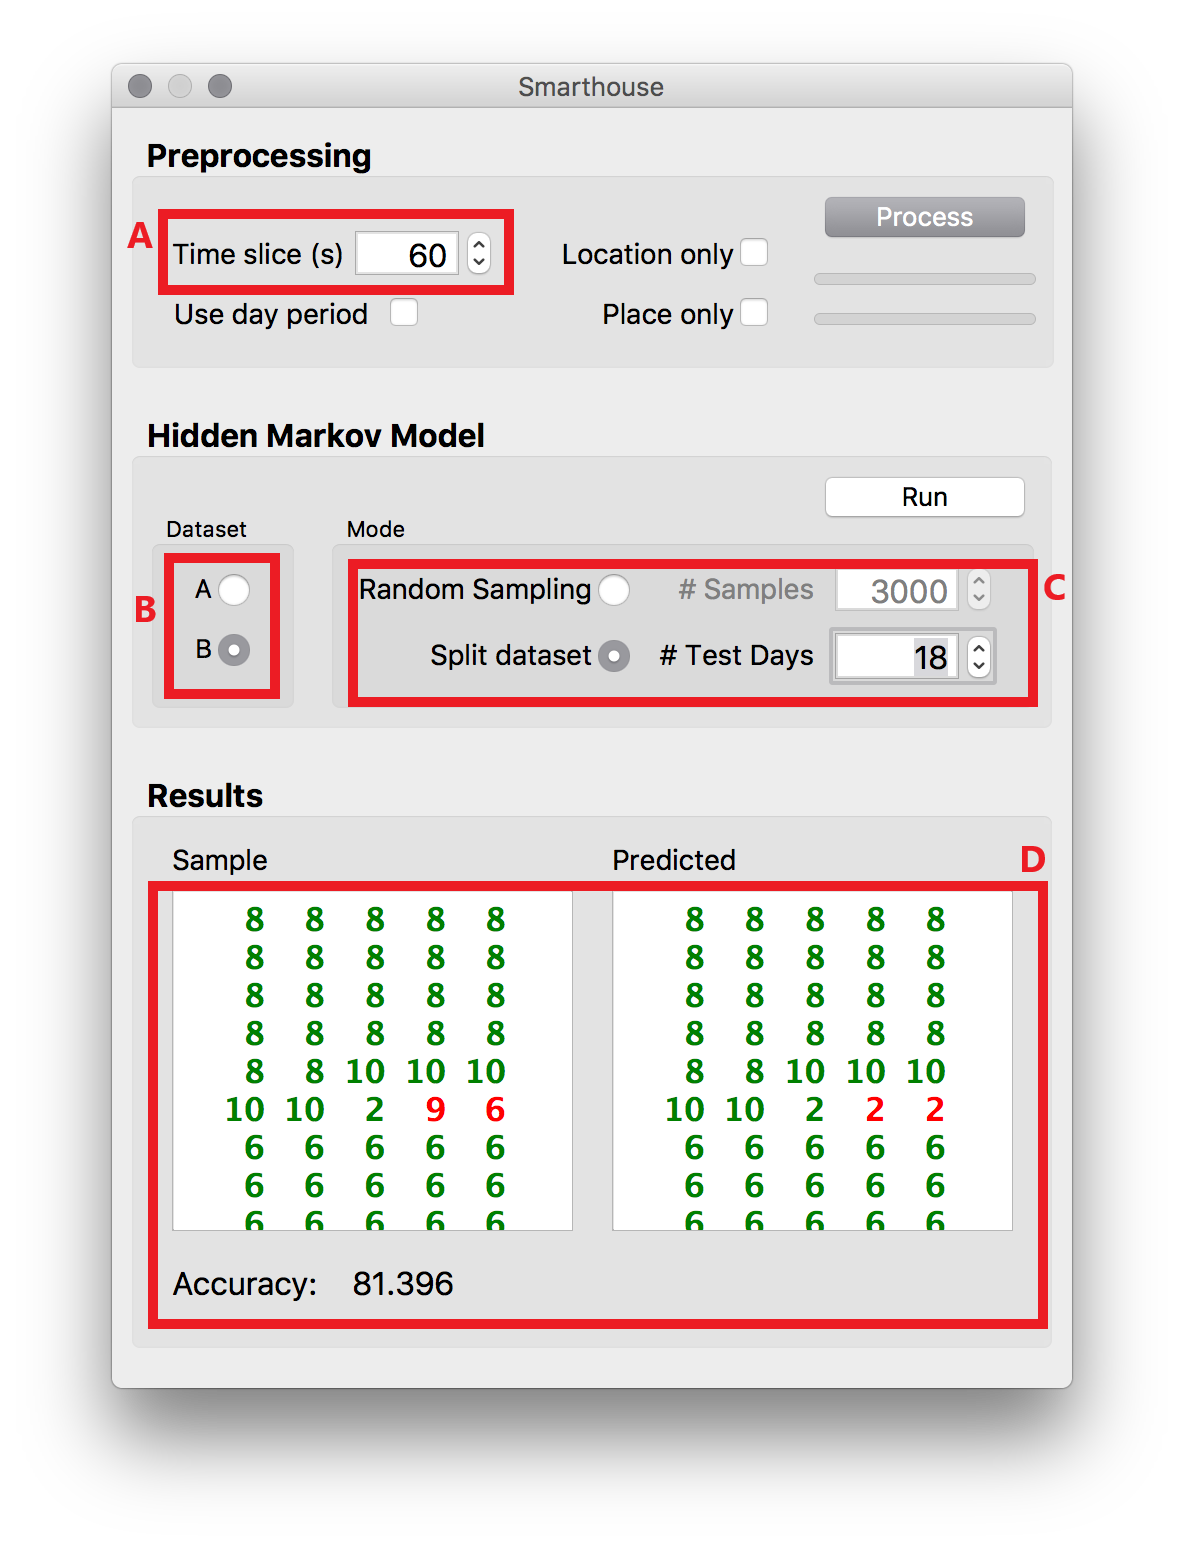 Smarthouse
Preprocessing
Process
A
Time slice (s) 60 Location only
Use day period Place only
Hidden Markov Model
Run
Dataset Mode
A Random Sampling # Samples 3000 C
B
B Split dataset # Test Days 18
Results
Sample Predicted D
8 8 8 8 8 8 8 8 8 8
8 8 8 8 8 8 8 8 8 8
8 8 8 8 8 8 8 8 8 8
8 8 8 8 8 8 8 8 8 8
8 8 10 10 10 8 8 10 10 10
10 10 2 9 6 10 10 2 2 2
6 6 6 6 6 6 6 6 6 6
6 6 6 6 6 6 6 6 6 6
6 6 6 6 6 6 6 6 6 6
Accuracy: 81.396